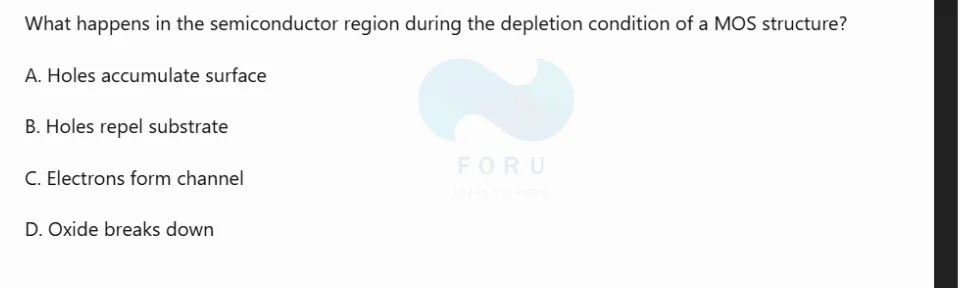 What happens in the semiconductor region during the depletion condition of a MOS structure?
A. Holes accumulate surface
B. Holes repel substrate
FORU
C. Electrons form channel
D. Oxide breaks down